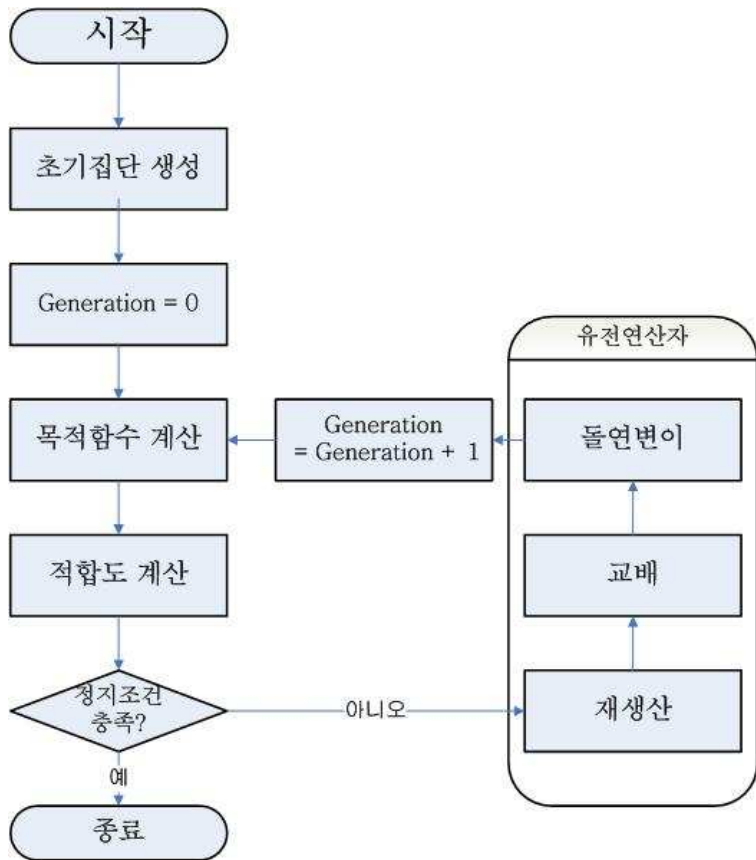 시작
초기집단 생성
Generation = 0
목적함수 계산
적합도 계산
정지조건
충족?
예
종료
아니오
유전연산자
재생산
교배
돌연변이
Generation
= Generation + 1